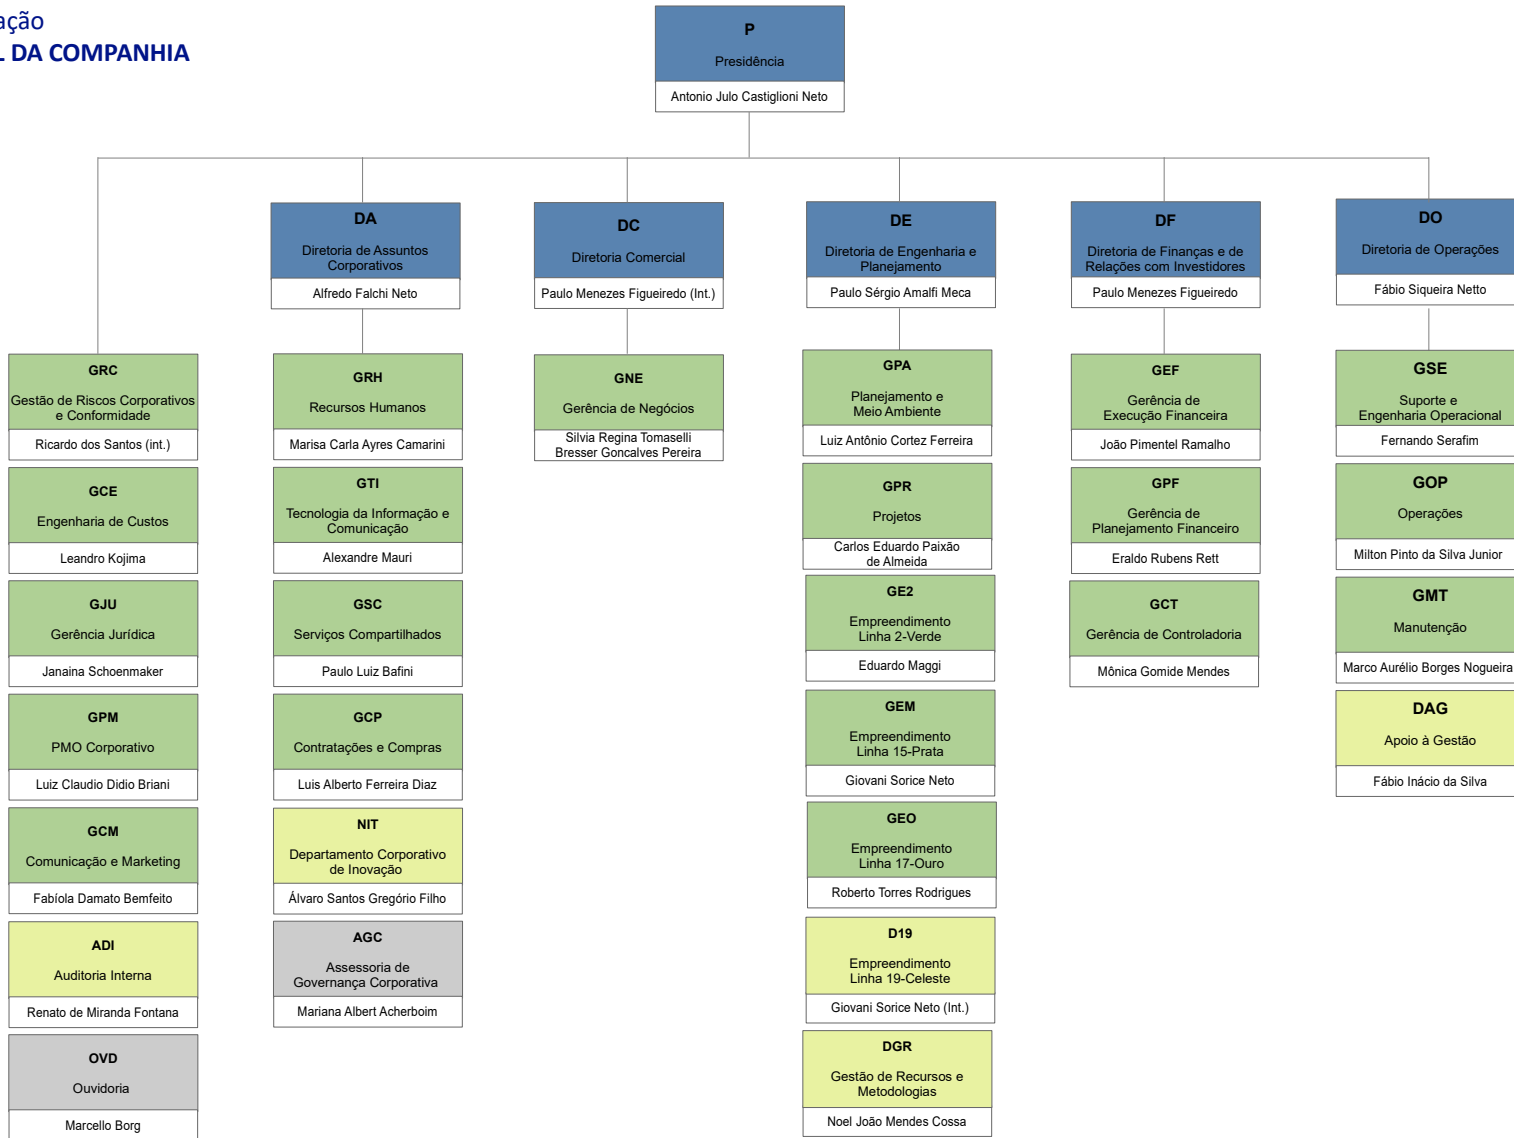 ação
L DA COMPANHIA
P
Presidência
Antonio Julo Castiglioni Neto
DA
Diretoria de Assuntos
Corporativos
Alfredo Falchi Neto
DC
Diretoria Comercial
Paulo Menezes Figueiredo (Int.)
DE
Diretoria de Engenharia e
Planejamento
Paulo Sérgio Amalfi Meca
DF
Diretoria de Finanças e de
Relações com Investidores
Paulo Menezes Figueiredo
DO
Diretoria de Operações
Fábio Siqueira Netto
GRC
Gestão de Riscos Corporativos
e Conformidade
Ricardo dos Santos (int.)
GCE
Engenharia de Custos
Leandro Kojima
GJU
Gerência Jurídica
Janaina Schoenmaker
GPM
PMO Corporativo
Luiz Claudio Didio Briani
GCM
Comunicação e Marketing
Fabíola Damato Bemfeito
ADI
Auditoria Interna
Renato de Miranda Fontana
OVD
Ouvidoria
Marcello Borg
GRH
Recursos Humanos
Marisa Carla Ayres Camarini
GTI
Tecnologia da Informação e
Comunicação
Alexandre Mauri
GSC
Serviços Compartilhados
Paulo Luiz Bafini
GCP
Contratações e Compras
Luis Alberto Ferreira Diaz
NIT
Departamento Corporativo
de Inovação
Álvaro Santos Gregório Filho
AGC
Assessoria de
Governança Corporativa
Mariana Albert Acherboim
GNE
Gerência de Negócios
Silvia Regina Tomaselli
Bresser Goncalves Pereira
GPA
Planejamento e
Meio Ambiente
Luiz Antônio Cortez Ferreira
GPR
Projetos
Carlos Eduardo Paixão
de Almeida
GE2
Empreendimento
Linha 2-Verde
Eduardo Maggi
GEM
Empreendimento
Linha 15-Prata
Giovani Sorice Neto
GEO
Empreendimento
Linha 17-Ouro
Roberto Torres Rodrigues
D19
Empreendimento
Linha 19-Celeste
Giovani Sorice Neto (Int.)
DGR
Gestão de Recursos e
Metodologias
Noel João Mendes Cossa
GEF
Gerência de
Execução Financeira
João Pimentel Ramalho
GPF
Gerência de
Planejamento Financeiro
Eraldo Rubens Rett
GCT
Gerência de Controladoria
Mônica Gomide Mendes
GSE
Suporte e
Engenharia Operacional
Fernando Serafim
GOP
Operações
Milton Pinto da Silva Junior
GMT
Manutenção
Marco Aurélio Borges Nogueira
DAG
Apoio à Gestão
Fábio Inácio da Silva